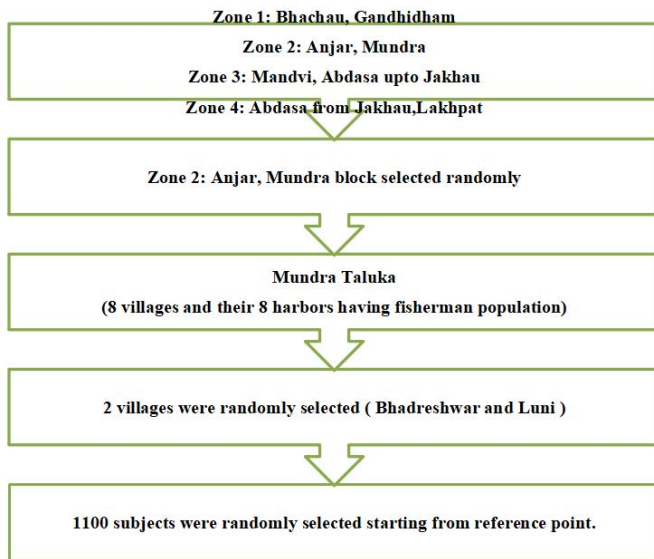 Zone 1: Bhachau, Gandhidham
Zone 2: Anjar, Mundra
Zone 3: Mandvi, Abdasa upto Jakhau
Zone 4: Abdasa from Jakhau,Lakhpat
Zone 2: Anjar, Mundra block selected randomly
Mundra Taluka
(8 villages and their 8 harbors having fisherman population)
2 villages were randomly selected ( Bhadreshwar and Luni )
1100 subjects were randomly selected starting from reference point.